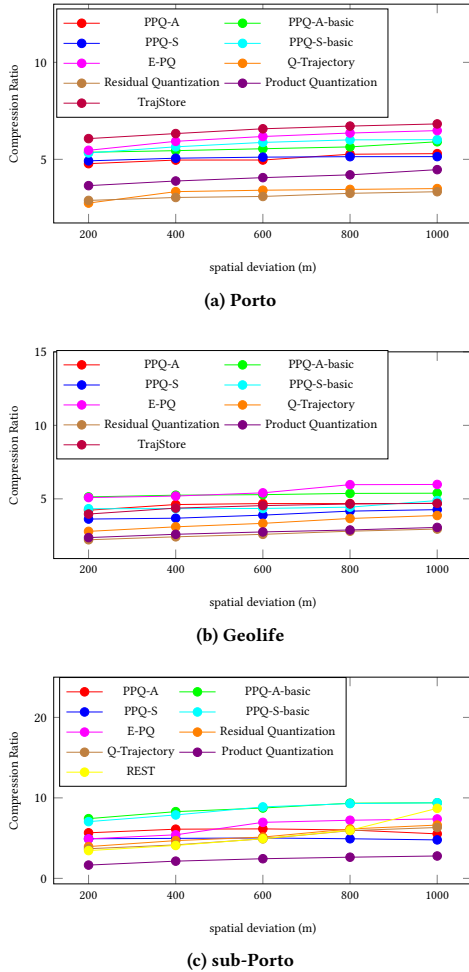 PPQ-A PPQ-A-basic
PPQ-S PPQ-S-basic
E-PQ Q-Trajectory
Residual Quantization Product Quantization
TrajStore
Compression Ratio
10
5
200 400 600 800 1000
spatial deviation (m)
(a) Porto
15
PPQ-A PPQ-A-basic
PPQ-S PPQ-S-basic
E-PQ Q-Trajectory
Residual Quantization Product Quantization
TrajStore
Compression Ratio
10
5
200 400 600 800 1000
spatial deviation (m)
(b) Geolife
PPQ-A PPQ-A-basic
PPQ-S PPQ-S-basic
E-PQ Residual Quantization
Q-Trajectory Product Quantization
REST
Compression Ratio
20
10
0
200 400 600 800 1000
spatial deviation (m)
(c) sub-Porto